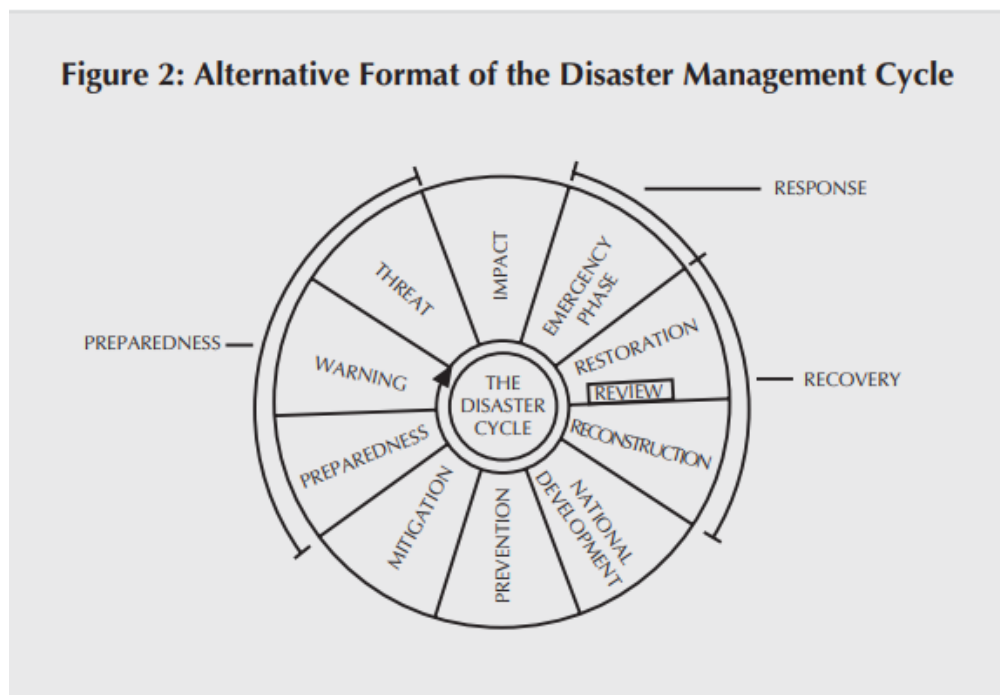 Figure 2: Alternative Format of the Disaster Management Cycle
RESPONSE
IMPACT
EMERGENCY
PHASE
THREAT
RESTORATION
PREPAREDNESS
WARNING
REVIEW
RECOVERY
THE
DISASTER
CYCLE
PREPAREDNESS
RECONSTRUCTION
MITIGATION
PREVENTION
NATIONAL
DEVELOPMENT